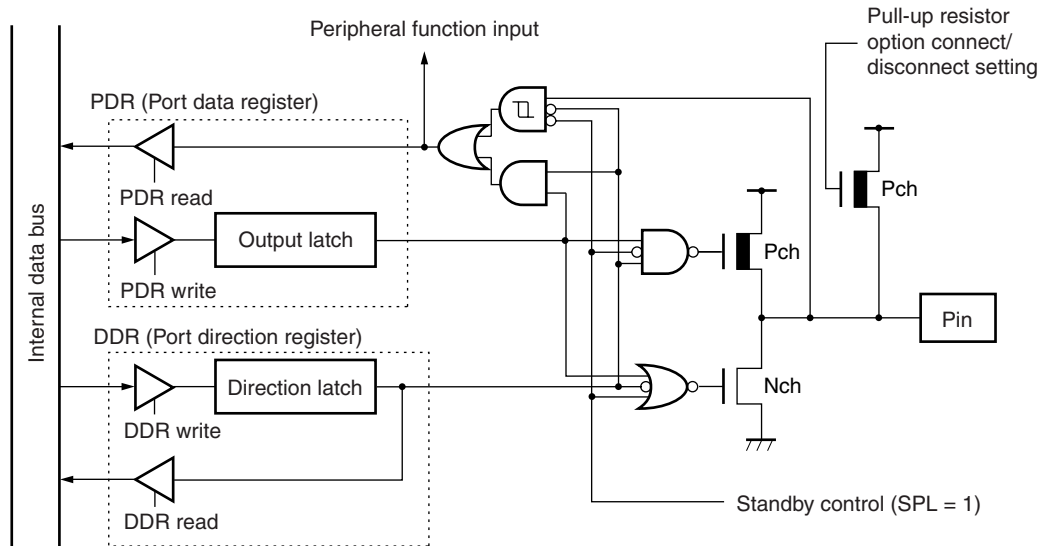 Peripheral function input
Pull-up resistor
option connect/
disconnect setting
PDR (Port data register)
Pch
PDR read
Output latch
Pch
PDR write
Internal data bus
Pin
DDR (Port direction register)
Direction latch
Nch
DDR write
Standby control (SPL = 1)
DDR read